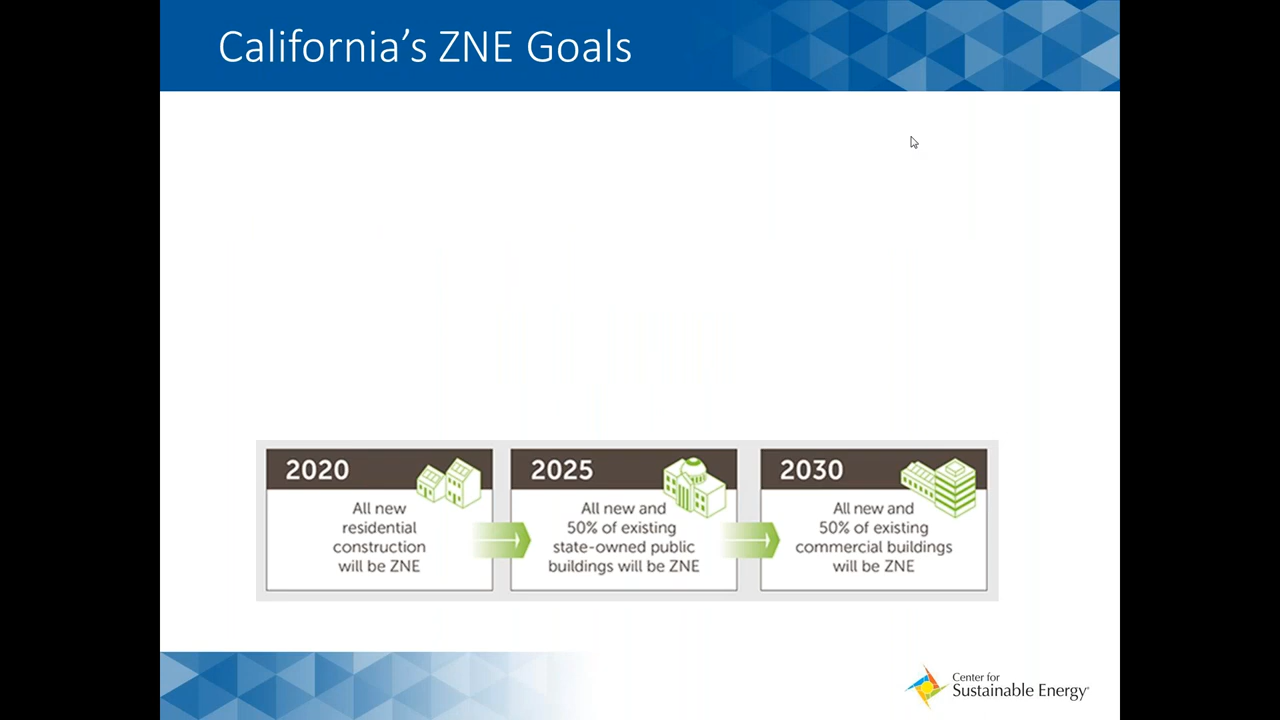 California's ZNE Goals
2020
All new
residential
construction
will be ZNE
2025
All new and
50% of existing
state-owned public
buildings will be ZNE
2030
All new and
50% of existing
commercial buildings
will be ZNE
Center for
Sustainable Energy®